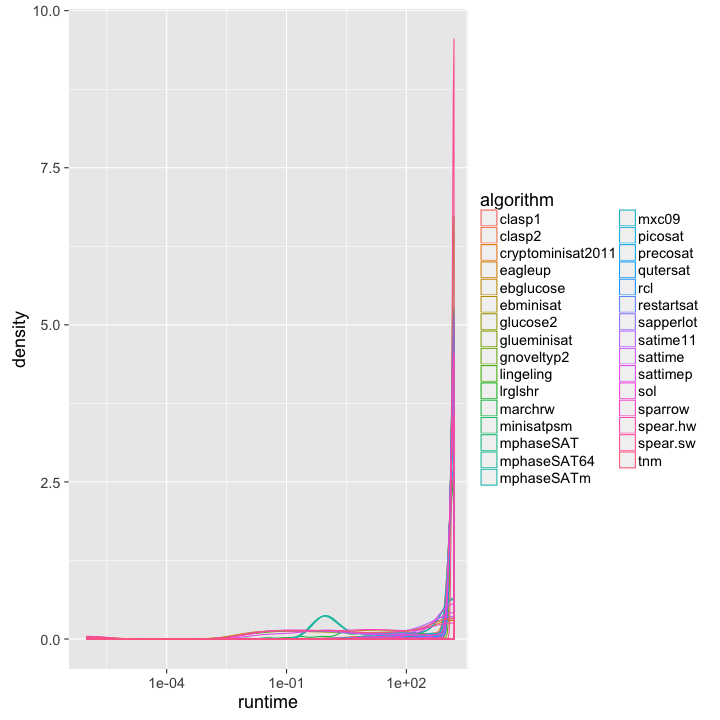 10.0
7.5
5.0
2.5
0.0
density
1e-04
1e-01
1e+02
runtime
algorithm
clasp1
clasp2
cryptominisat2011
eagleup
ebglucose
ebminisat
glucose2
glueminisat
gnoveltyp2
lingeling
lrglshr
marchrw
minisatpsm
mphaseSAT
mphaseSAT64
mphaseSATm
mxc09
picosat
precosat
qutersat
rcl
restartsat
sapperlot
satime11
sattime
sattimep
sol
sparrow
spear.hw
spear.sw
tnm